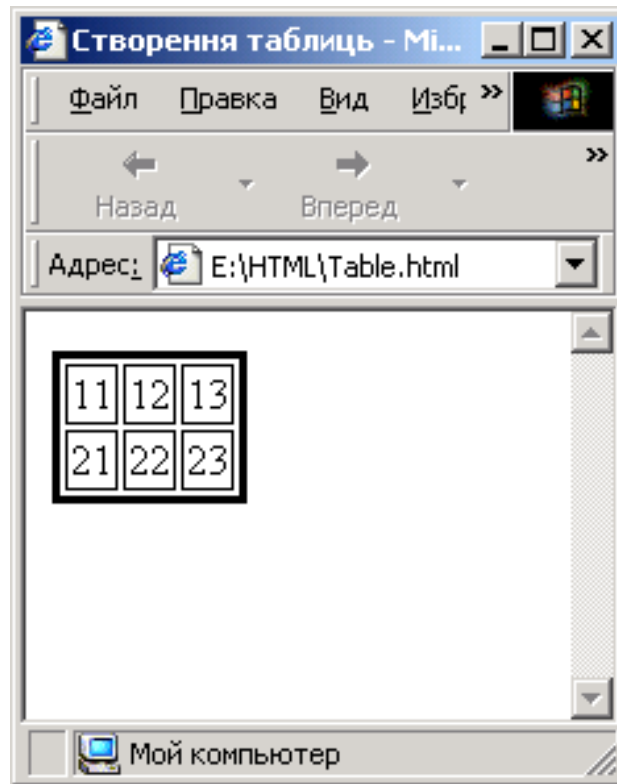 Створення таблиць - Mi...
Файл Правка Вид Избр »
Назад Вперед »
Адрес: E:\HTML\Table.html
11 12 13
21 22 23
Мой компьютер